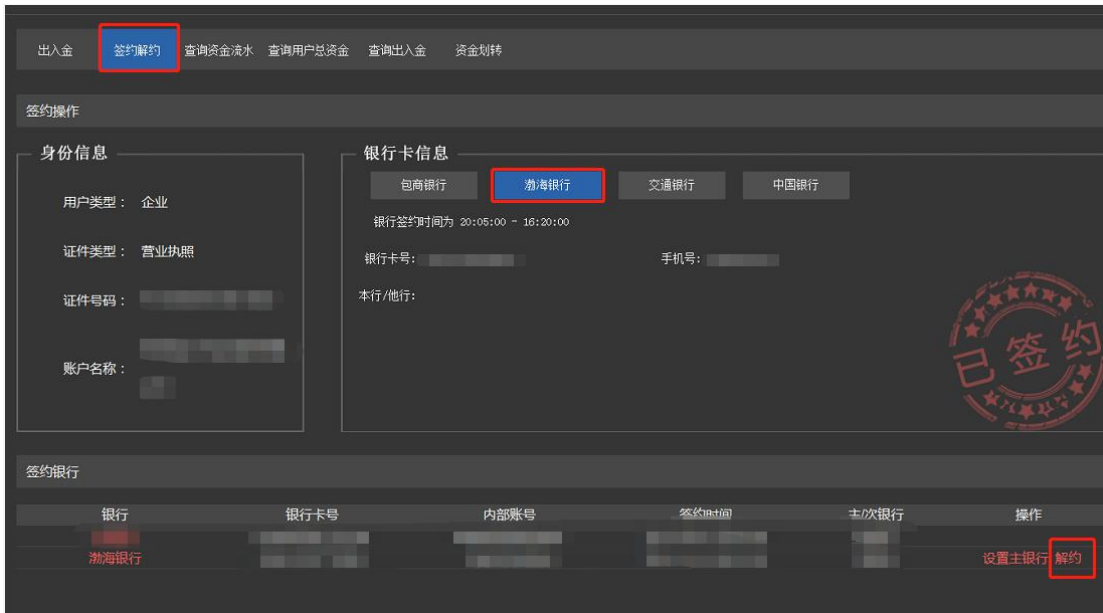 出入金 签约解约 查询资金流水 查询用户总资金 查询出入金 资金划转
签约操作
身份信息
用户类型： 企业
证件类型： 营业执照
证件号码：
账户名称：
银行卡信息
包商银行 渤海银行 交通银行 中国银行
银行签约时间为 20:05:00 - 16:20:00
银行卡号: 手机号:
本行/他行:
已签约
签约银行
银行 银行卡号 内部账号 签约时间 主/次银行 操作
渤海银行 设置主银行 解约